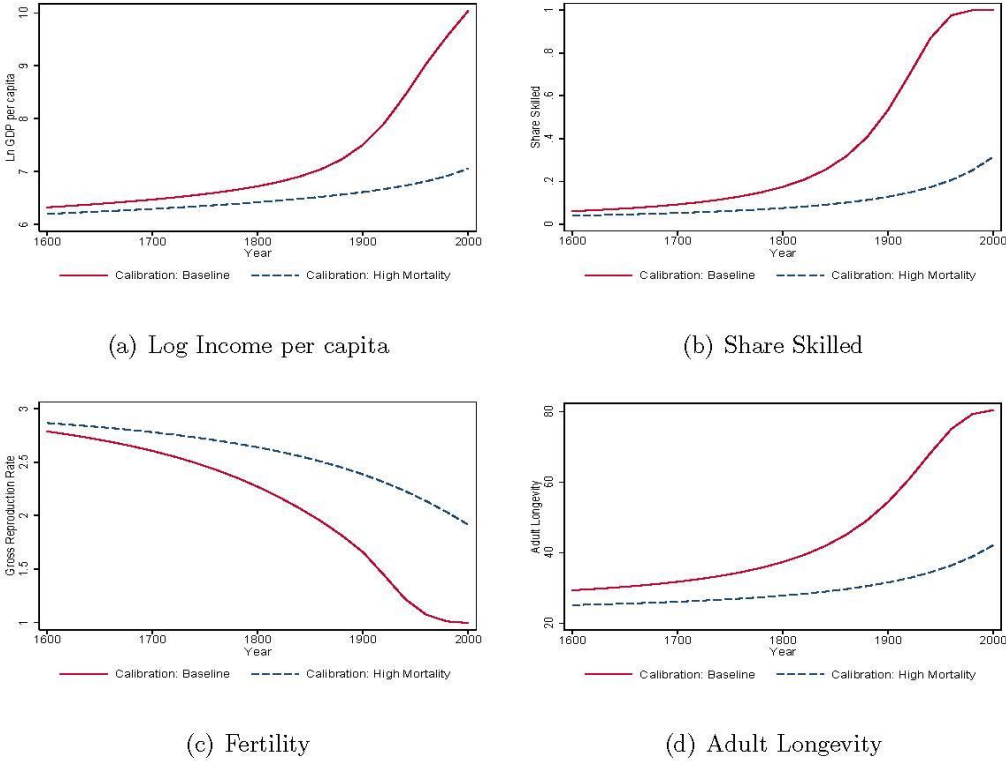 Ln GDP per capita
10
9
8
7
6
1600 1700 1800 1900 2000
Year
Calibration: Baseline Calibration: High Mortality
(a) Log Income per capita
Share Skilled
1
.8
.6
.4
.2
0
1600 1700 1800 1900 2000
Year
Calibration: Baseline Calibration: High Mortality
(b) Share Skilled
Gross Reproduction Rate
3
2.5
2
1.5
1
1600 1700 1800 1900 2000
Year
Calibration: Baseline Calibration: High Mortality
(c) Fertility
Adult Longevity
80
60
40
20
1600 1700 1800 1900 2000
Year
Calibration: Baseline Calibration: High Mortality
(d) Adult Longevity